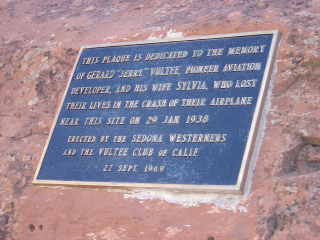 THIS PLAQUE IS DEDICATED TO THE MEMORY
OF GERARD "JERRY" VULTEE, PIONEER AVIATION
DEVELOPER, AND HIS WIFE SYLVIA, WHO LOST
THEIR LIVES IN THE CRASH OF THEIR AIRPLANE
NEAR THIS SITE ON 29 JAN 1938
ERECTED BY THE SEDONA WESTERNERS
AND THE VULTEE CLUB OF CALIF.
27 SEPT. 1969